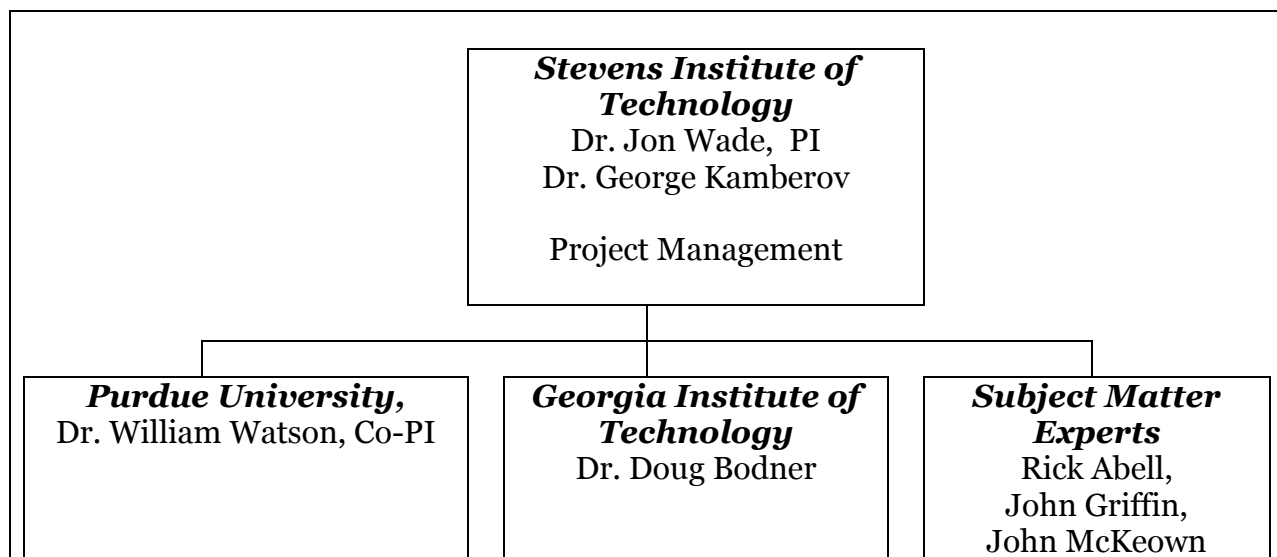 Stevens Institute of
Technology
Dr. Jon Wade,  PI
Dr. George Kamberov
Project Management
Purdue University,
Dr. William Watson, Co-PI
Georgia Institute of
Technology
Dr. Doug Bodner
Subject Matter
Experts
Rick Abell,
John Griffin,
John McKeown